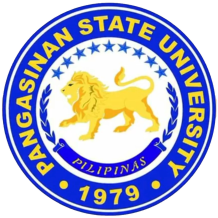 PANGASINAN STATE UNIVERSITY
PILIPINAS
• 1979 •